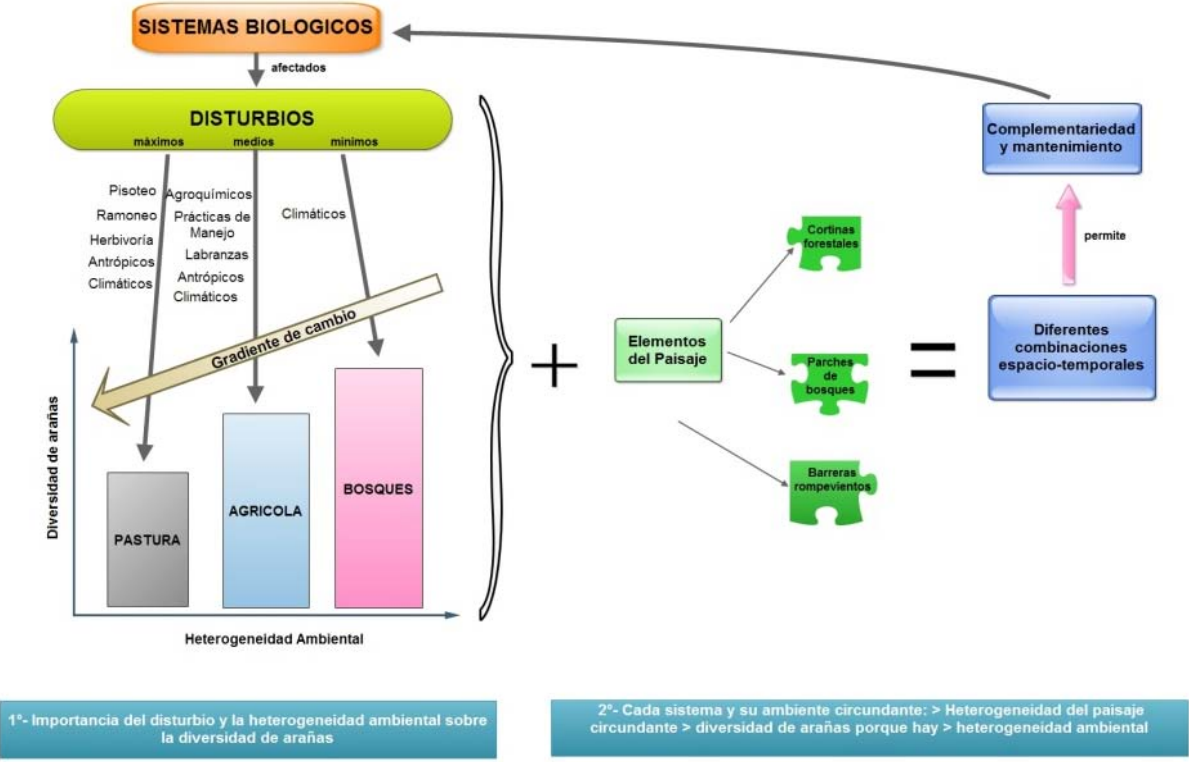 SISTEMAS BIOLOGICOS
afectados
DISTURBIOS
máximos
medios
minimos
Pisoteo
Ramoneo
Herbivoría
Antrópicos
Climáticos
Agroquímicos
Prácticas de
Manejo
Labranzas
Antrópicos
Climáticos
Climáticos
Gradiente de cambio
Diversidad de arañas
PASTURA
AGRICOLA
BOSQUES
Heterogeneidad Ambiental
+
Elementos
del Paisaje
Cortinas
forestales
Parches
de
bosques
Barreras
rompevientos
=
Diferentes
combinaciones
espacio-temporales
permite
Complementariedad
y mantenimiento
1º- Importancia del disturbio y la heterogeneidad ambiental sobre
la diversidad de arañas
2º- Cada sistema y su ambiente circundante: > Heterogeneidad del paisaje
circundante > diversidad de arañas porque hay > heterogeneidad ambiental